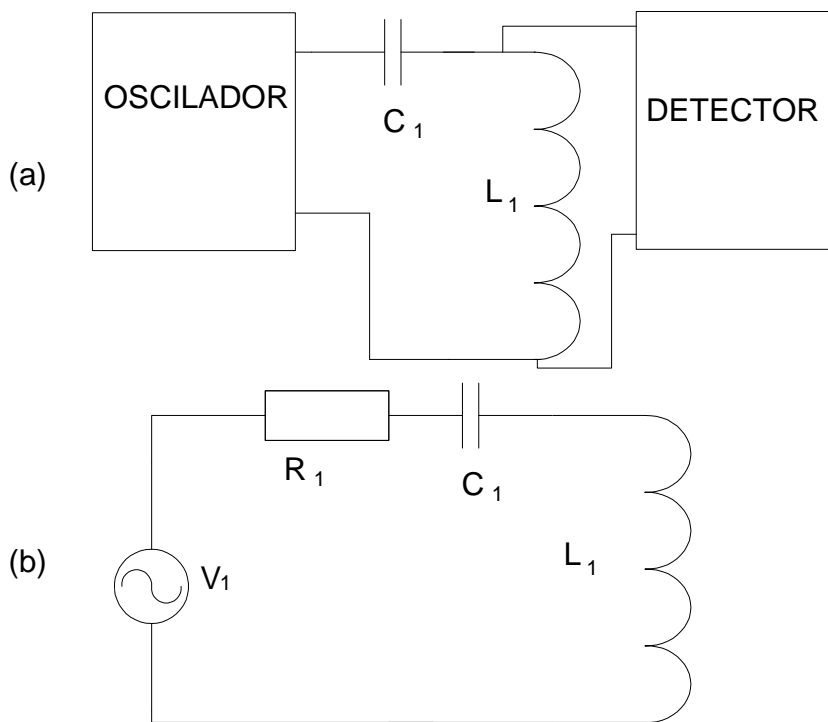 OSCILADOR
C 1
DETECTOR
(a)
L 1
R 1
C 1
(b)
V1
L 1